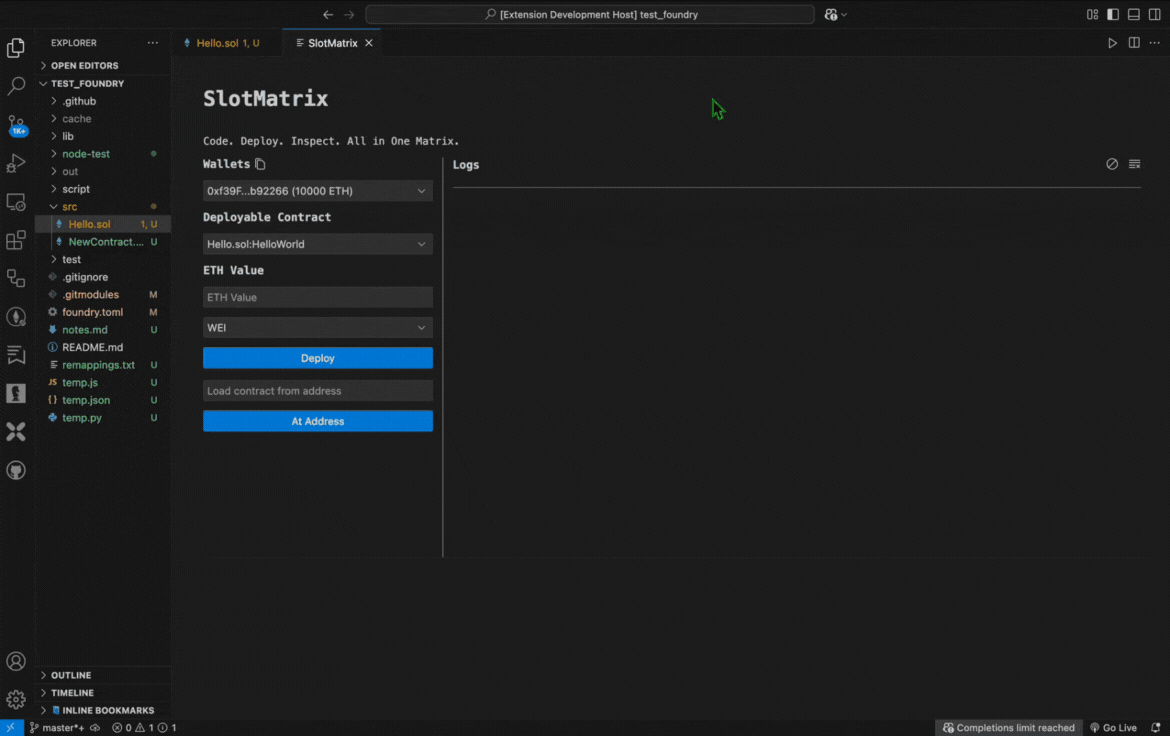 [Extension Development Host] test_foundry
EXPLORER
Hello.sol 1, U
SlotMatrix
OPEN EDITORS
TEST_FOUNDRY
.github
cache
lib
1K+
node-test
out
script
src
Hello.sol 1, U
NewContract.... U
test
.gitignore
.gitmodules M
foundry.toml M
notes.md U
README.md
remappings.txt U
JS temp.js U
temp.json U
temp.py U
OUTLINE
TIMELINE
INLINE BOOKMARKS
SlotMatrix
Code. Deploy. Inspect. All in One Matrix.
Wallets
0xf39F...b92266 (10000 ETH)
Deployable Contract
Hello.sol:HelloWorld
ETH Value
ETH Value
WEI
Deploy
Load contract from address
At Address
Logs
master*+ 0 1 1
Completions limit reached
Go Live